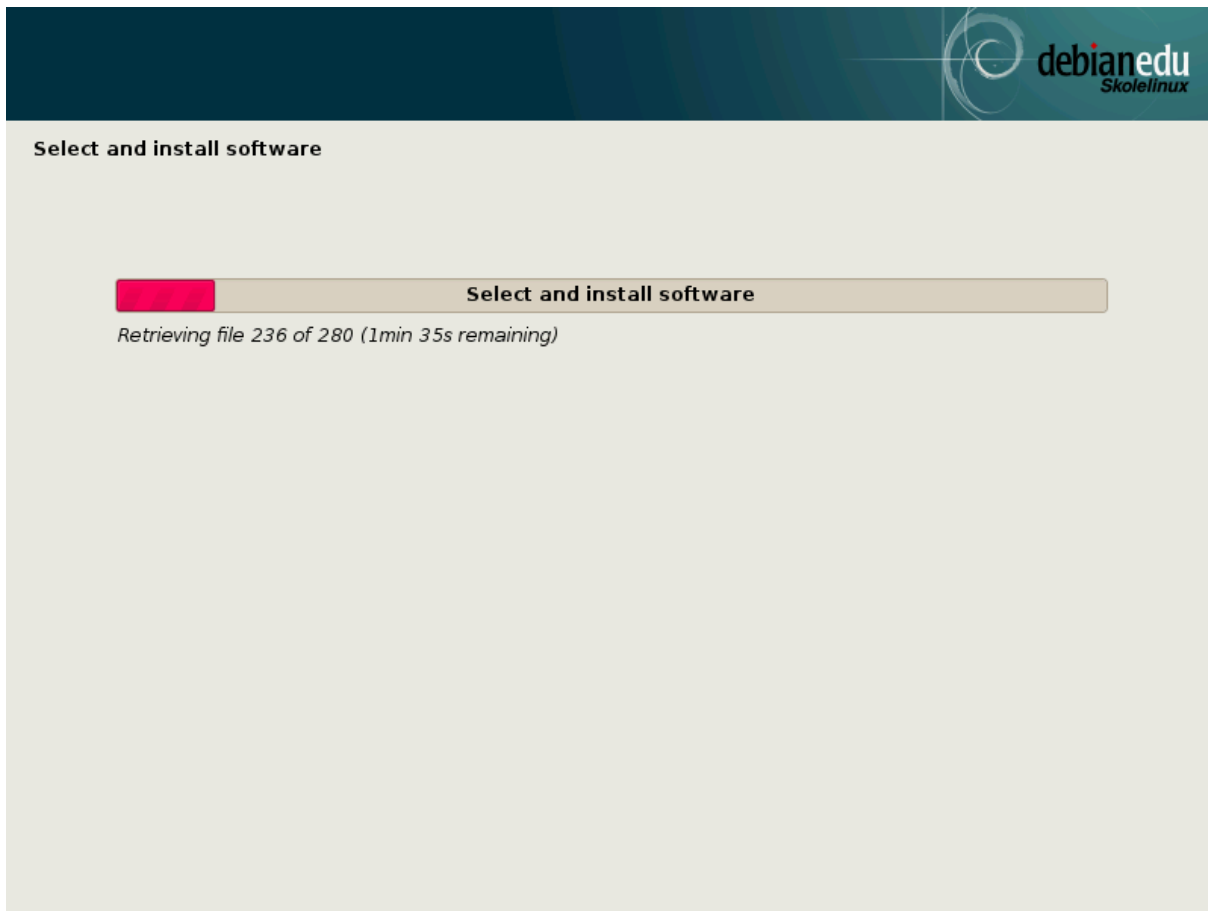 debianedu
Skolelinux
Select and install software
Select and install software
Retrieving file 236 of 280 (1min 35s remaining)